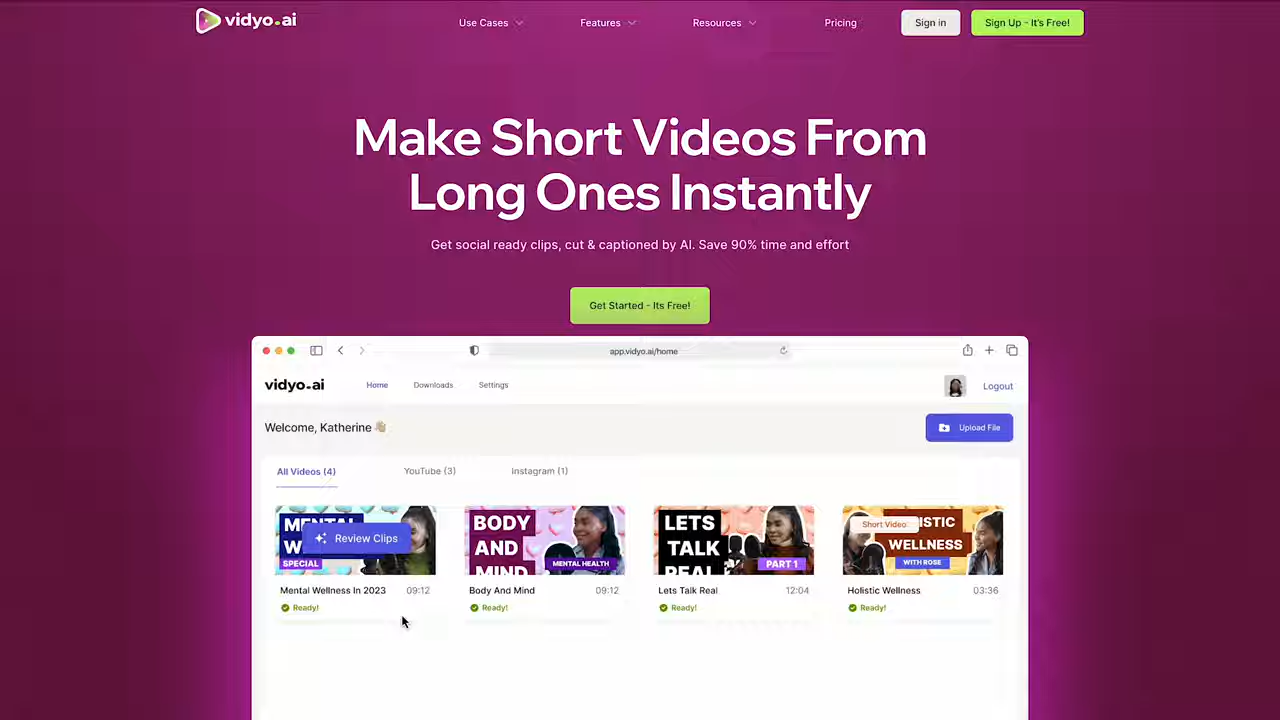 vidyo.ai
Use Cases
Features
Resources
Pricing
Sign in
Sign Up - It's Free!
Make Short Videos From
Long Ones Instantly
Get social ready clips, cut & captioned by AI. Save 90% time and effort
Get Started - Its Free!
app.vidyo.ai/home
vidyo.ai
Home
Downloads
Settings
Logout
Welcome, Katherine
Upload File
All Videos (4)
YouTube (3)
Instagram (1)
MENTAL
Review Clips
SPECIAL
BODY
AND
MIND
MENTAL HEALTH
LETS
TALK
REAL
PART 1
Short Video
WELLNESS
WITH ROSE
Mental Wellness In 2023 09:12
Ready!
Body And Mind 09:12
Ready!
Lets Talk Real 12:04
Ready!
Holistic Wellness 03:36
Ready!